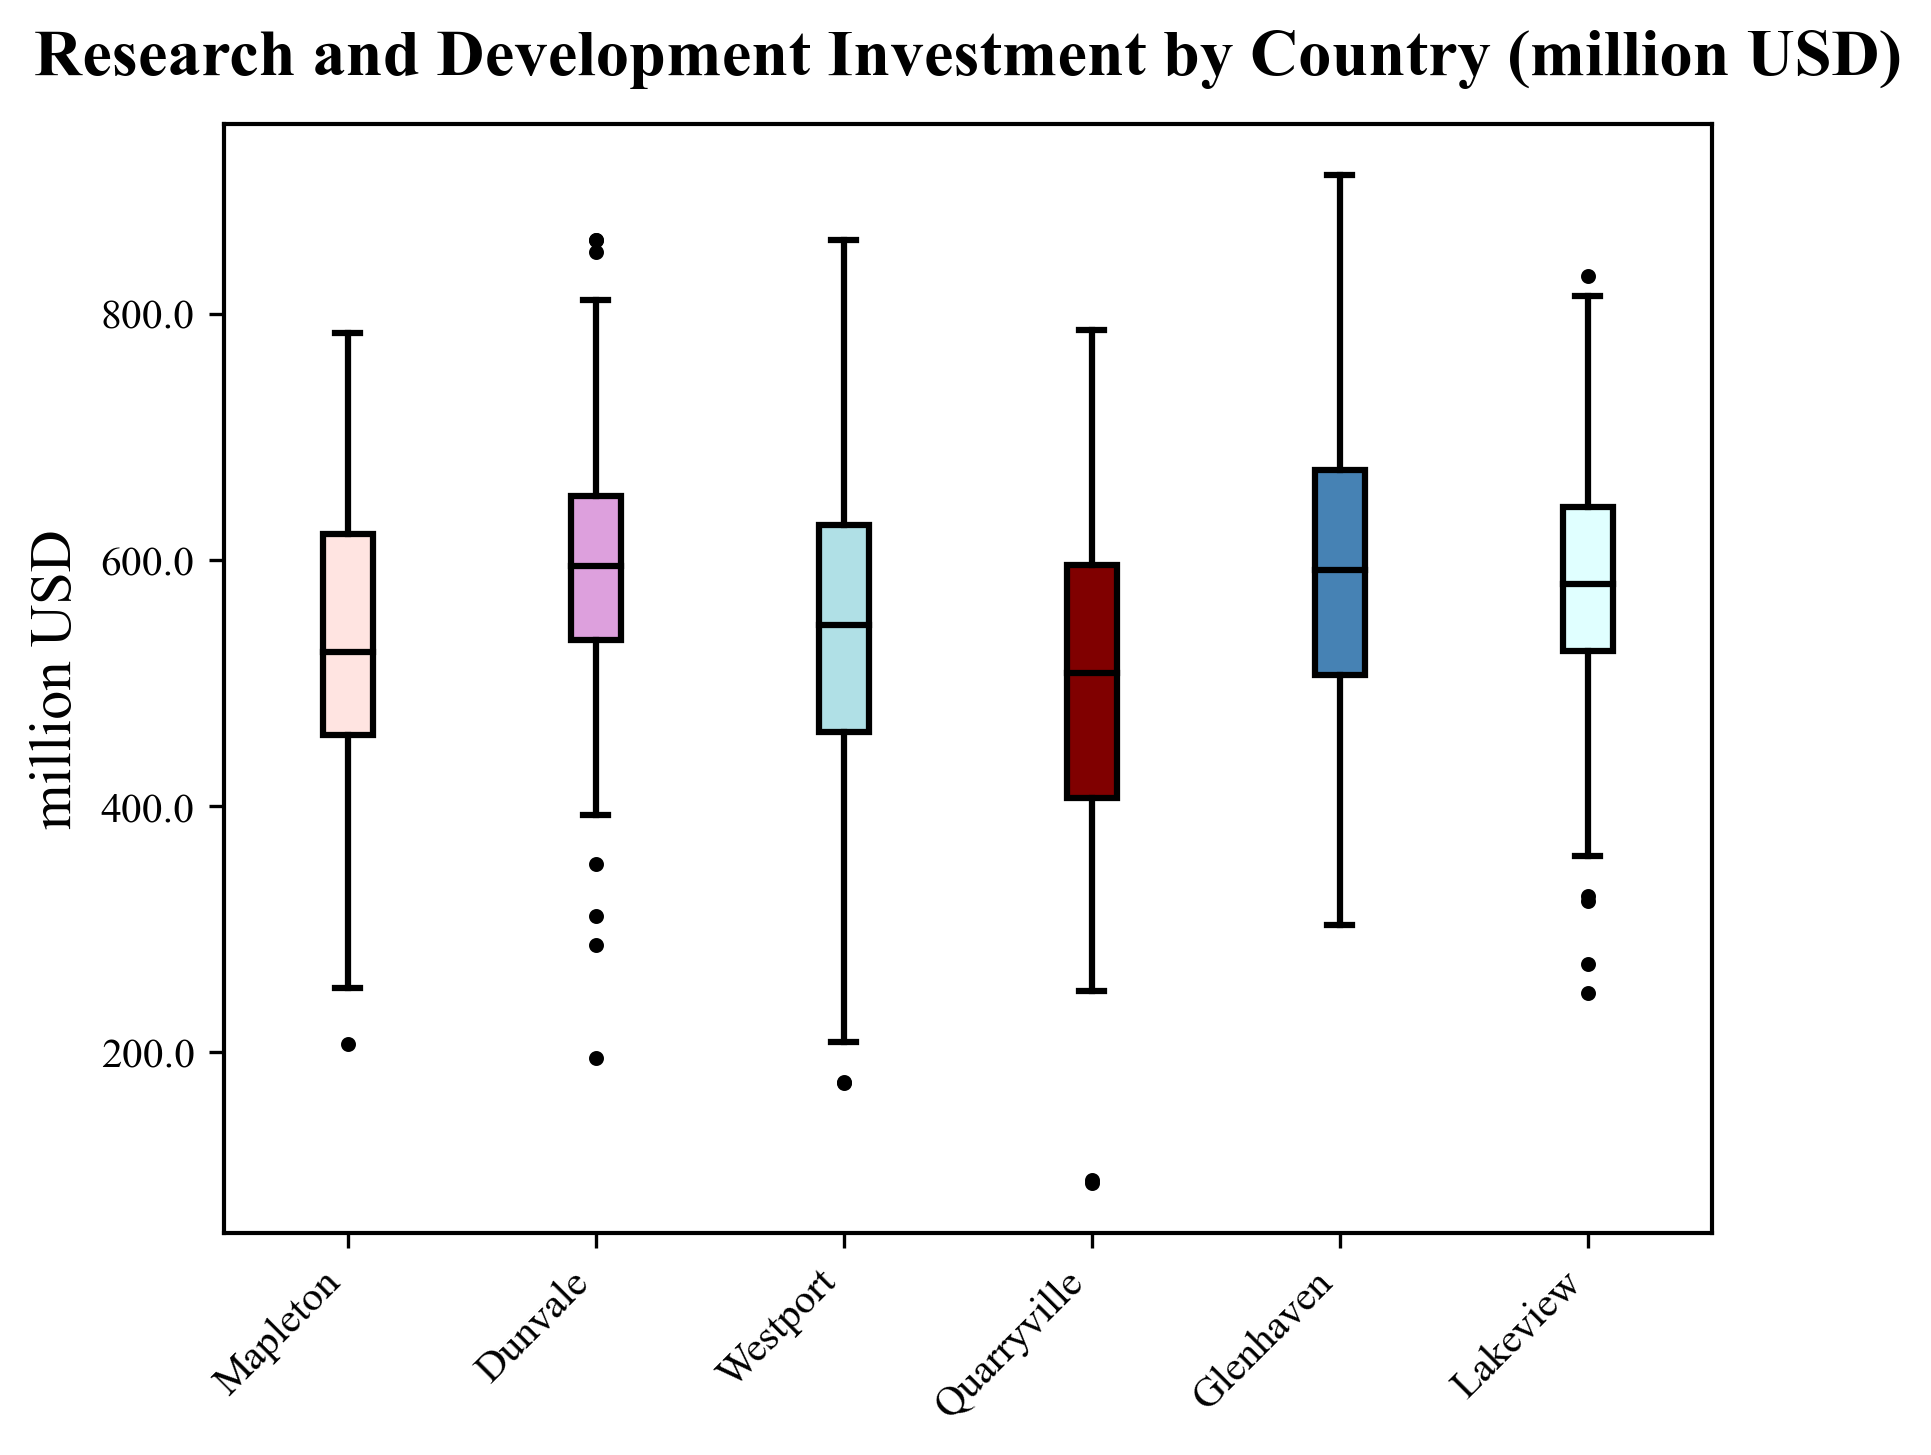 Research and Development Investment by Country (million USD)
million USD
800.0
600.0
400.0
200.0
Mapleton
Dunvale
Westport
Quarryville
Glenhaven
Lakeview